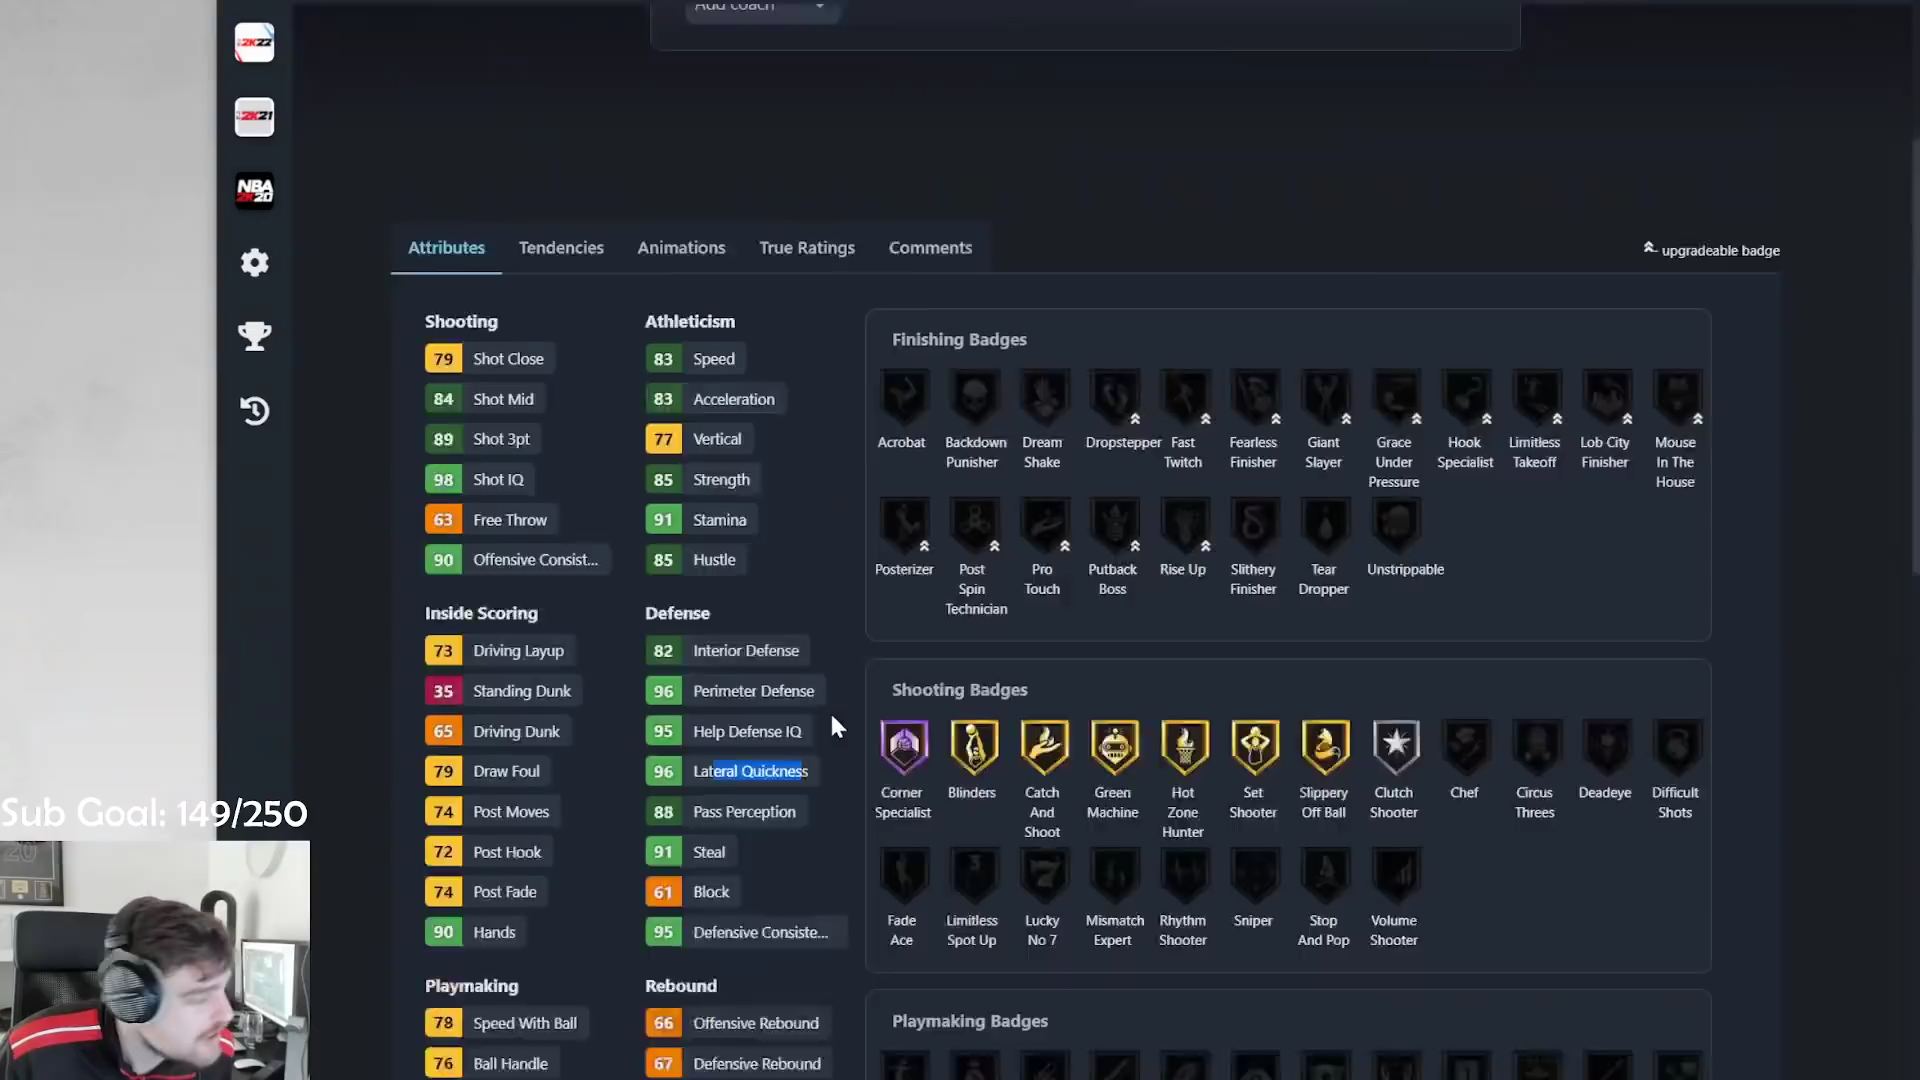 Add coach
2K22
2K21
NBA
2K20
Attributes Tendencies Animations True Ratings Comments
upgradeable badge
Shooting
79 Shot Close
84 Shot Mid
89 Shot 3pt
98 Shot IQ
63 Free Throw
90 Offensive Consist...
Athleticism
83 Speed
83 Acceleration
77 Vertical
85 Strength
91 Stamina
85 Hustle
Inside Scoring
73 Driving Layup
35 Standing Dunk
65 Driving Dunk
79 Draw Foul
74 Post Moves
72 Post Hook
74 Post Fade
90 Hands
Defense
82 Interior Defense
96 Perimeter Defense
95 Help Defense IQ
96 Lateral Quickness
88 Pass Perception
91 Steal
61 Block
95 Defensive Consiste...
Playmaking
78 Speed With Ball
76 Ball Handle
Rebound
66 Offensive Rebound
67 Defensive Rebound
Finishing Badges
Acrobat
Backdown Punisher
Dream Shake
Dropstepper
Fast Twitch
Fearless Finisher
Giant Slayer
Grace Under Pressure
Hook Specialist
Limitless Takeoff
Lob City Finisher
Mouse In The House
Posterizer
Post Spin Technician
Pro Touch
Putback Boss
Rise Up
Slithery Finisher
Tear Dropper
Unstrippable
Shooting Badges
Corner Specialist
Blinders
Catch And Shoot
Green Machine
Hot Zone Hunter
Set Shooter
Slippery Off Ball
Clutch Shooter
Chef
Circus Threes
Deadeye
Difficult Shots
Fade Ace
Limitless Spot Up
Lucky No 7
Mismatch Expert
Rhythm Shooter
Sniper
Stop And Pop
Volume Shooter
Playmaking Badges
Sub Goal: 149/250